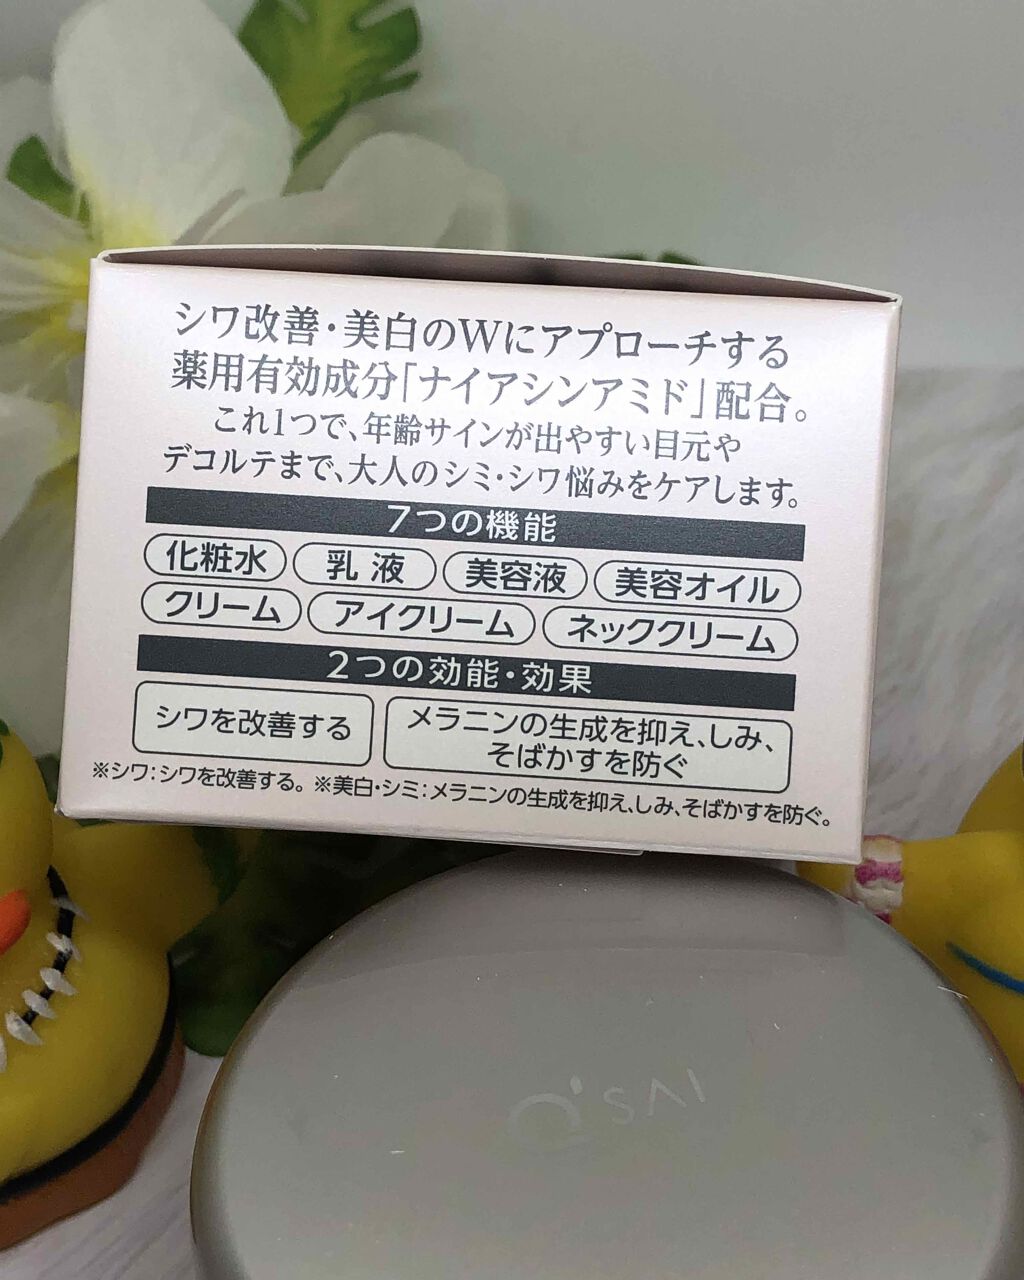 シワ改善・美白のWにアプローチする
薬用有効成分「ナイアシンアミド」配合。
これ1つで、年齢サインが出やすい目元や
デコルテまで、大人のシミ・シワ悩みをケアします。
7つの機能
化粧水 乳液 美容液 美容オイル
クリーム アイクリーム ネッククリーム
2つの効能・効果
シワを改善する
メラニンの生成を抑え、しみ、
そばかすを防ぐ
※シワ:シワを改善する。 ※美白・シミ:メラニンの生成を抑え、しみ、そばかすを防ぐ。
Q'SAI